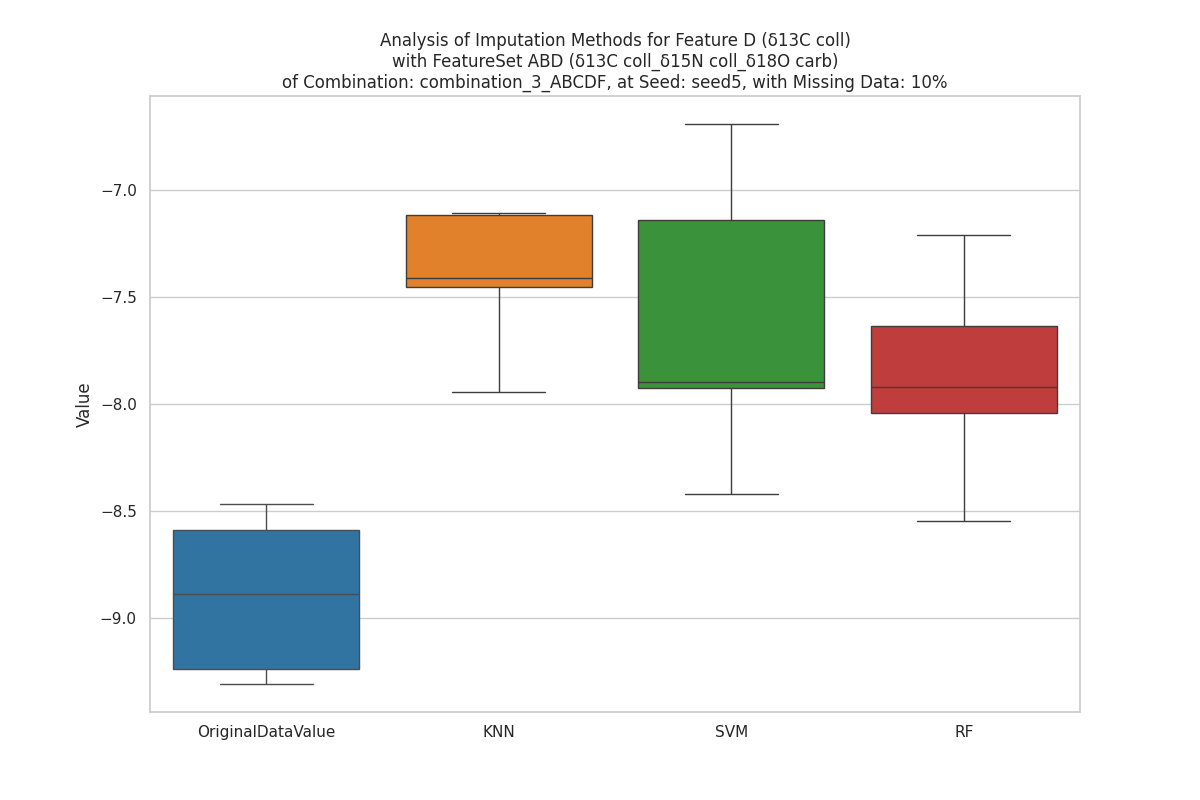 Analysis of Imputation Methods for Feature D (δ13C coll)
with FeatureSet ABD (δ13C coll_δ15N coll_δ18O carb)
of Combination: combination_3_ABCDF, at Seed: seed5, with Missing Data: 10%
−7.0
−7.5
−8.0
−8.5
−9.0
Value
OriginalDataValue
KNN
SVM
RF